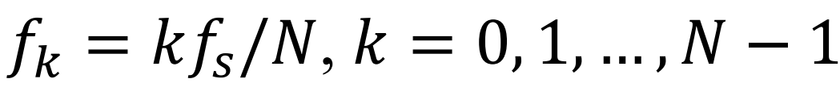 f_k = kf_s/N, k = 0, 1, ... , N − 1